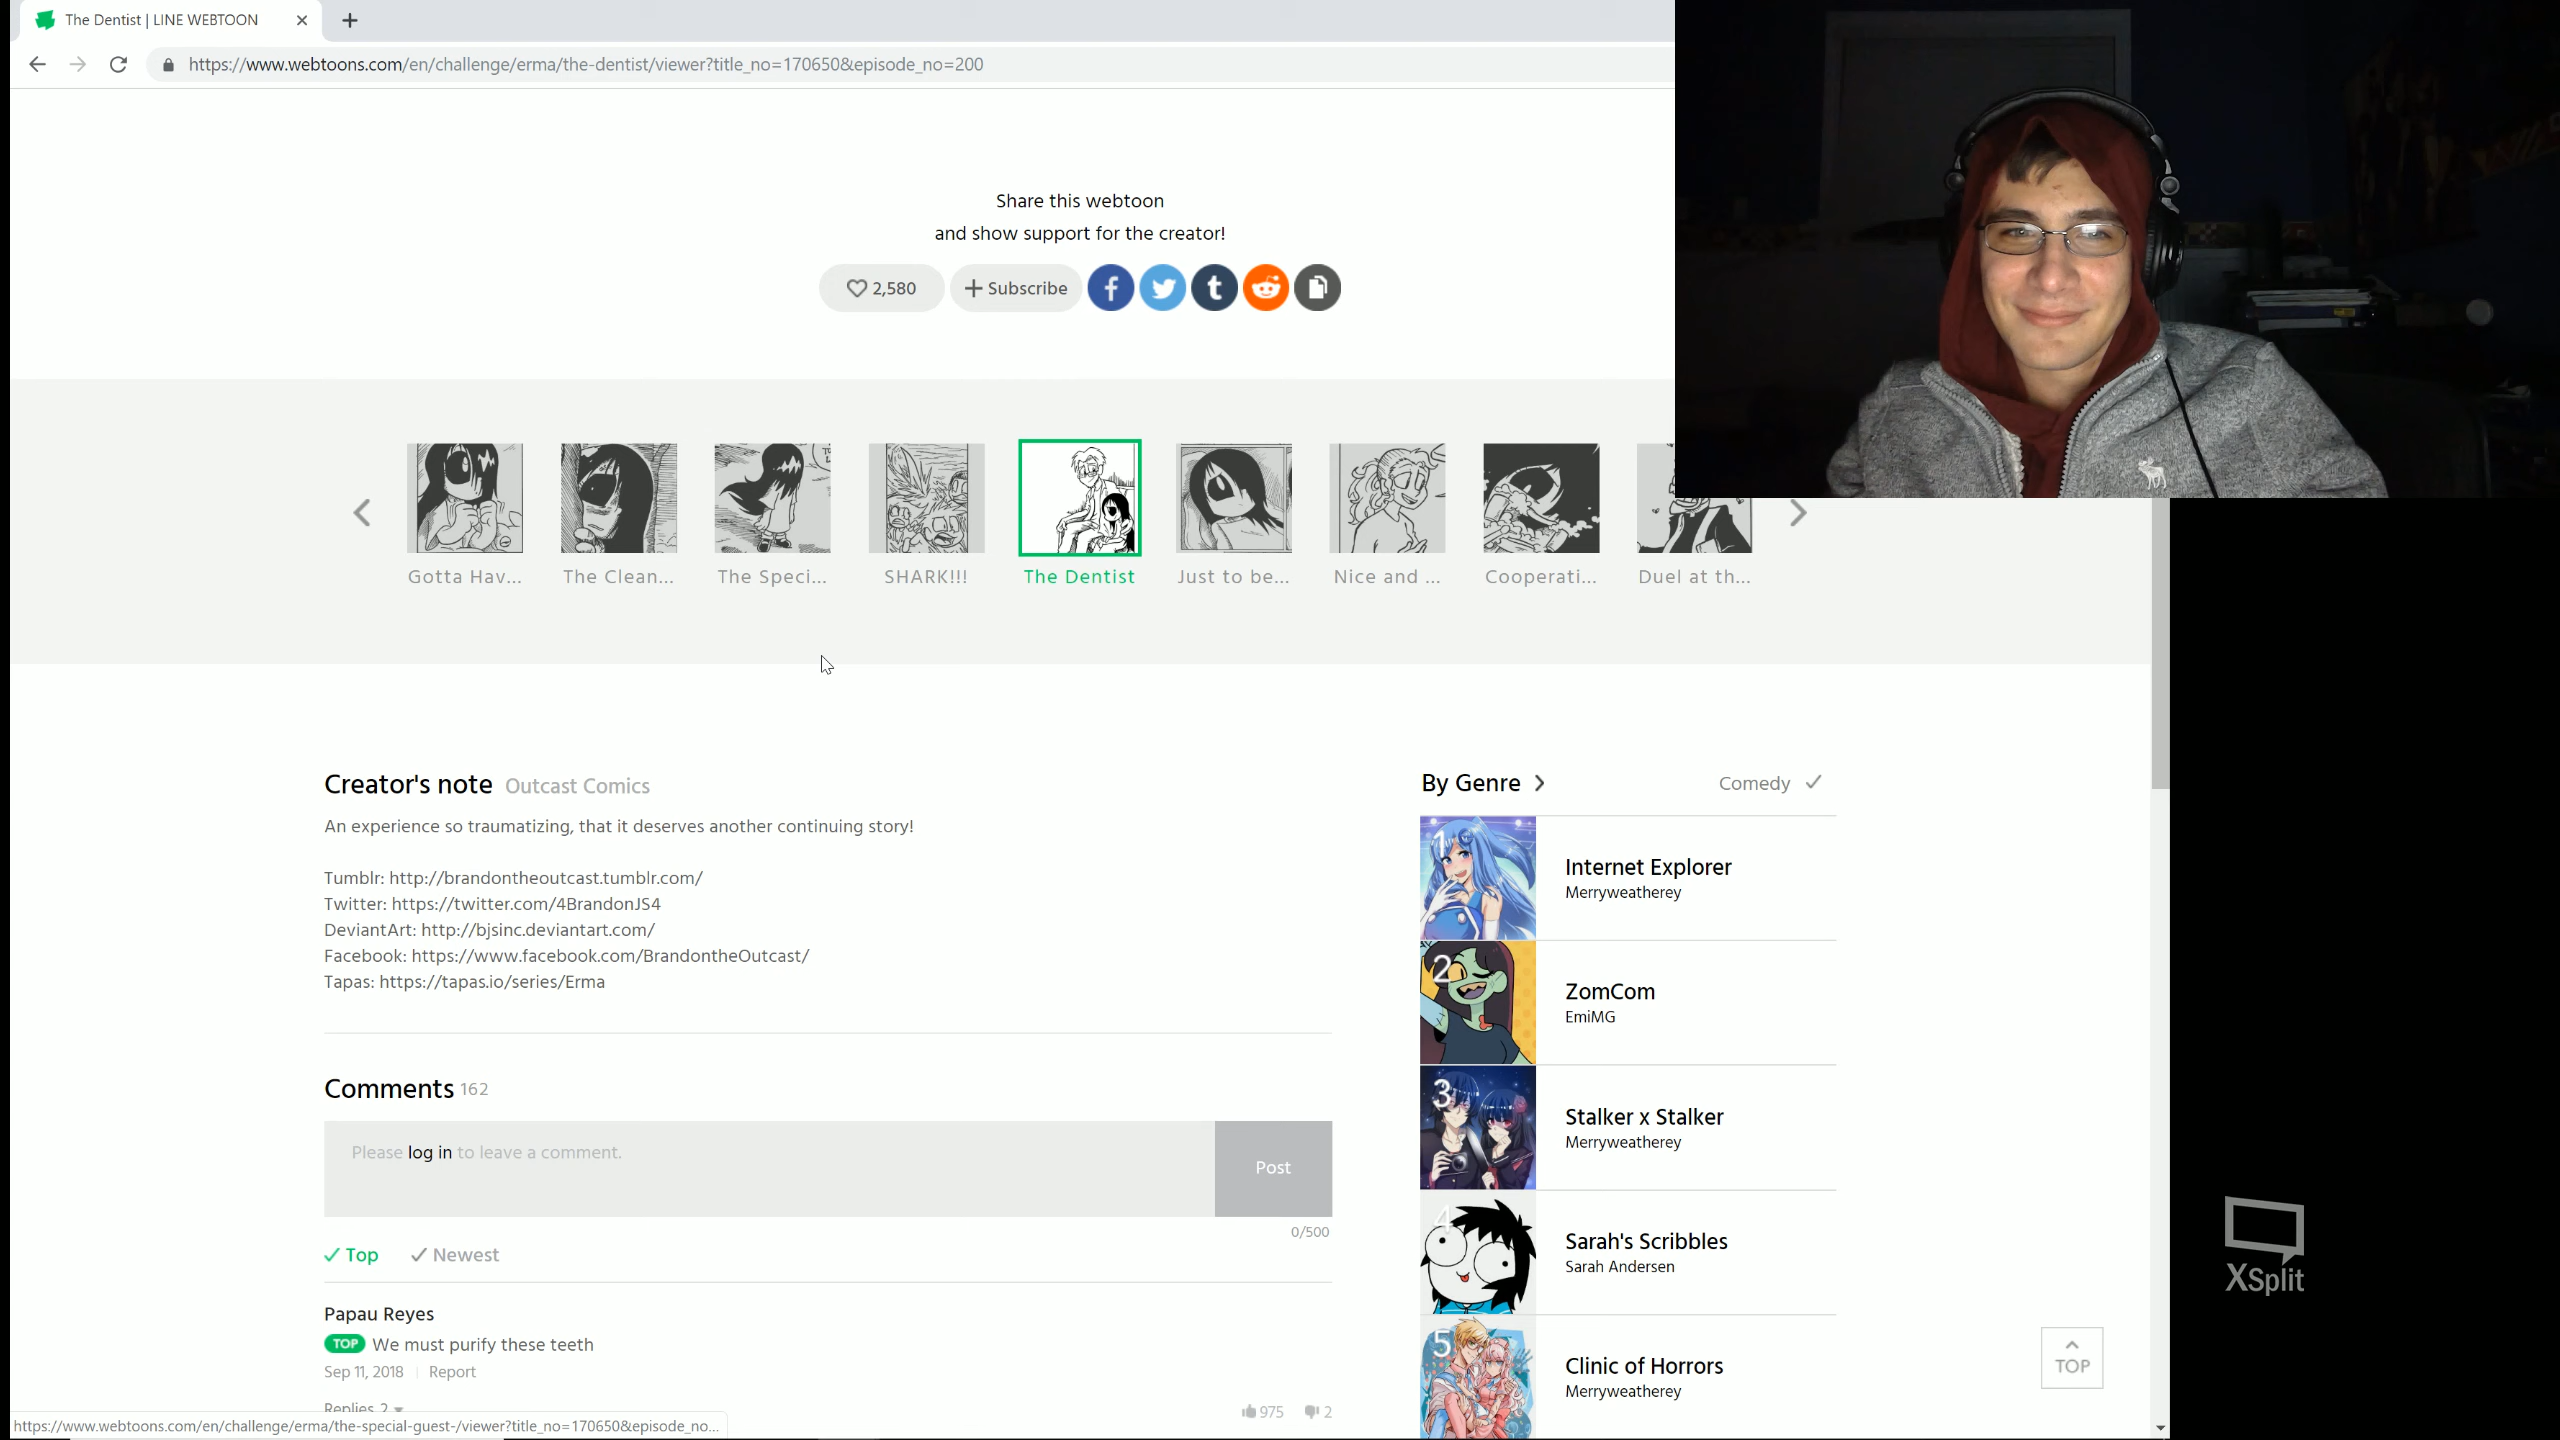 The Dentist | LINE WEBTOON
https://www.webtoons.com/en/challenge/erma/the-dentist/viewer?title_no=170650&episode_no=200
Share this webtoon
and show support for the creator!
2,580
Subscribe
Gotta Hav...
The Clean...
The Speci...
SHARK!!!
The Dentist
Just to be...
Nice and ...
Cooperati...
Duel at th...
Creator's note Outcast Comics
An experience so traumatizing, that it deserves another continuing story!
Tumblr: http://brandontheoutcast.tumblr.com/
Twitter: https://twitter.com/4BrandonJS4
DeviantArt: http://bjsinc.deviantart.com/
Facebook: https://www.facebook.com/BrandontheOutcast/
Tapas: https://tapas.io/series/Erma
Comments 162
Please log in to leave a comment.
Post
0/500
Top
Newest
Papau Reyes
TOP We must purify these teeth
Sep 11, 2018 | Report
Replies 2
975
2
https://www.webtoons.com/en/challenge/erma/the-special-guest-/viewer?title_no=170650&episode_no...
By Genre
Comedy
1
Internet Explorer
Merryweatherey
2
ZomCom
EmiMG
3
Stalker x Stalker
Merryweatherey
4
Sarah's Scribbles
Sarah Andersen
5
Clinic of Horrors
Merryweatherey
TOP
XSplit